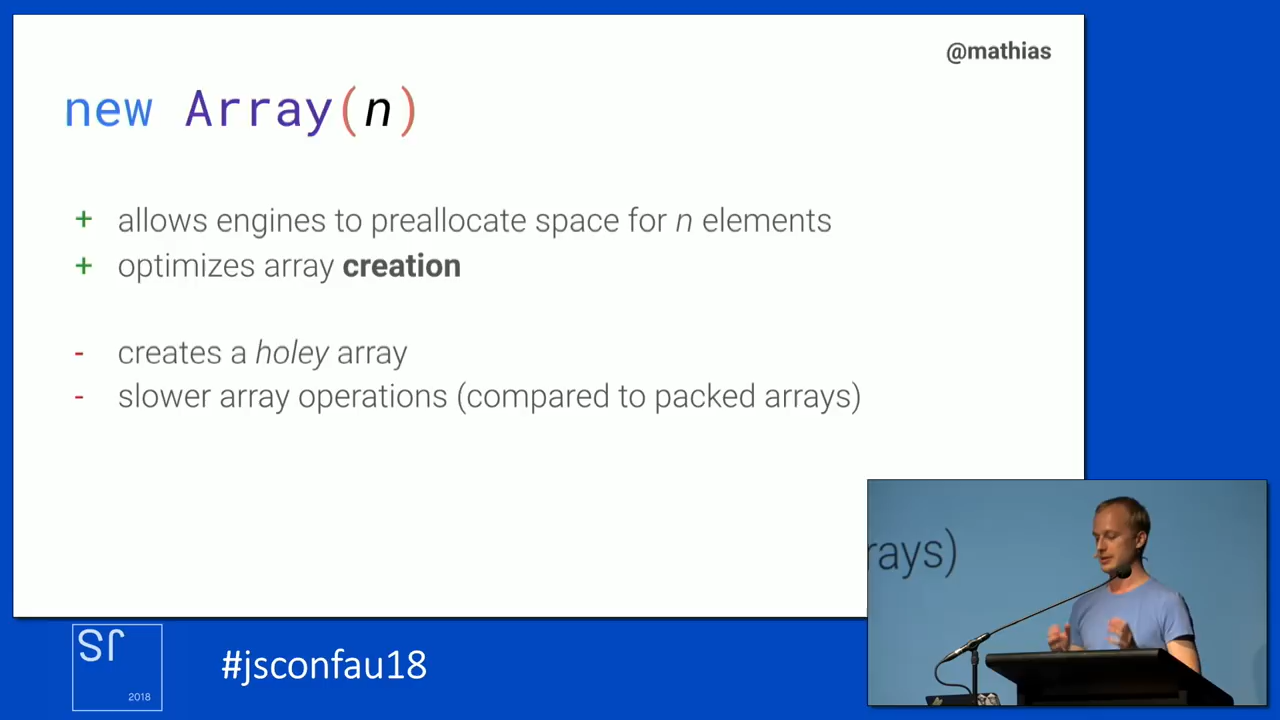 @mathias
new Array(n)
+ allows engines to preallocate space for n elements
+ optimizes array creation
- creates a holey array
- slower array operations (compared to packed arrays)
rays)
JS
2018
#jsconfau18